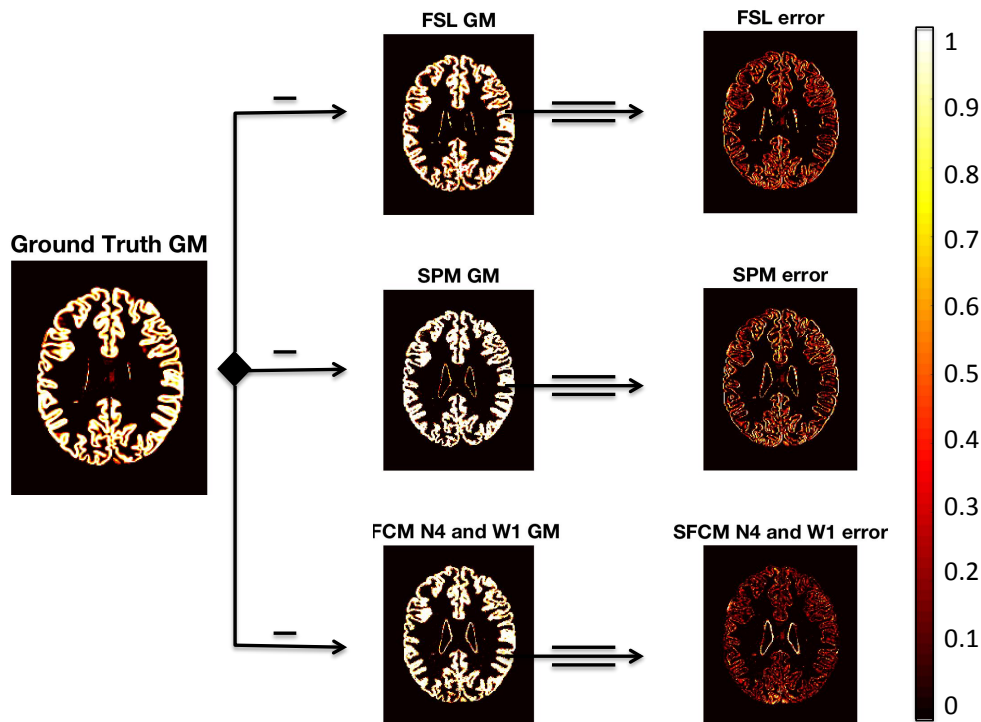 FSL GM
FSL error
Ground Truth GM
SPM GM
SPM error
FCM N4 and W1 GM
SFCM N4 and W1 error
1
0.9
0.8
0.7
0.6
0.5
0.4
0.3
0.2
0.1
0